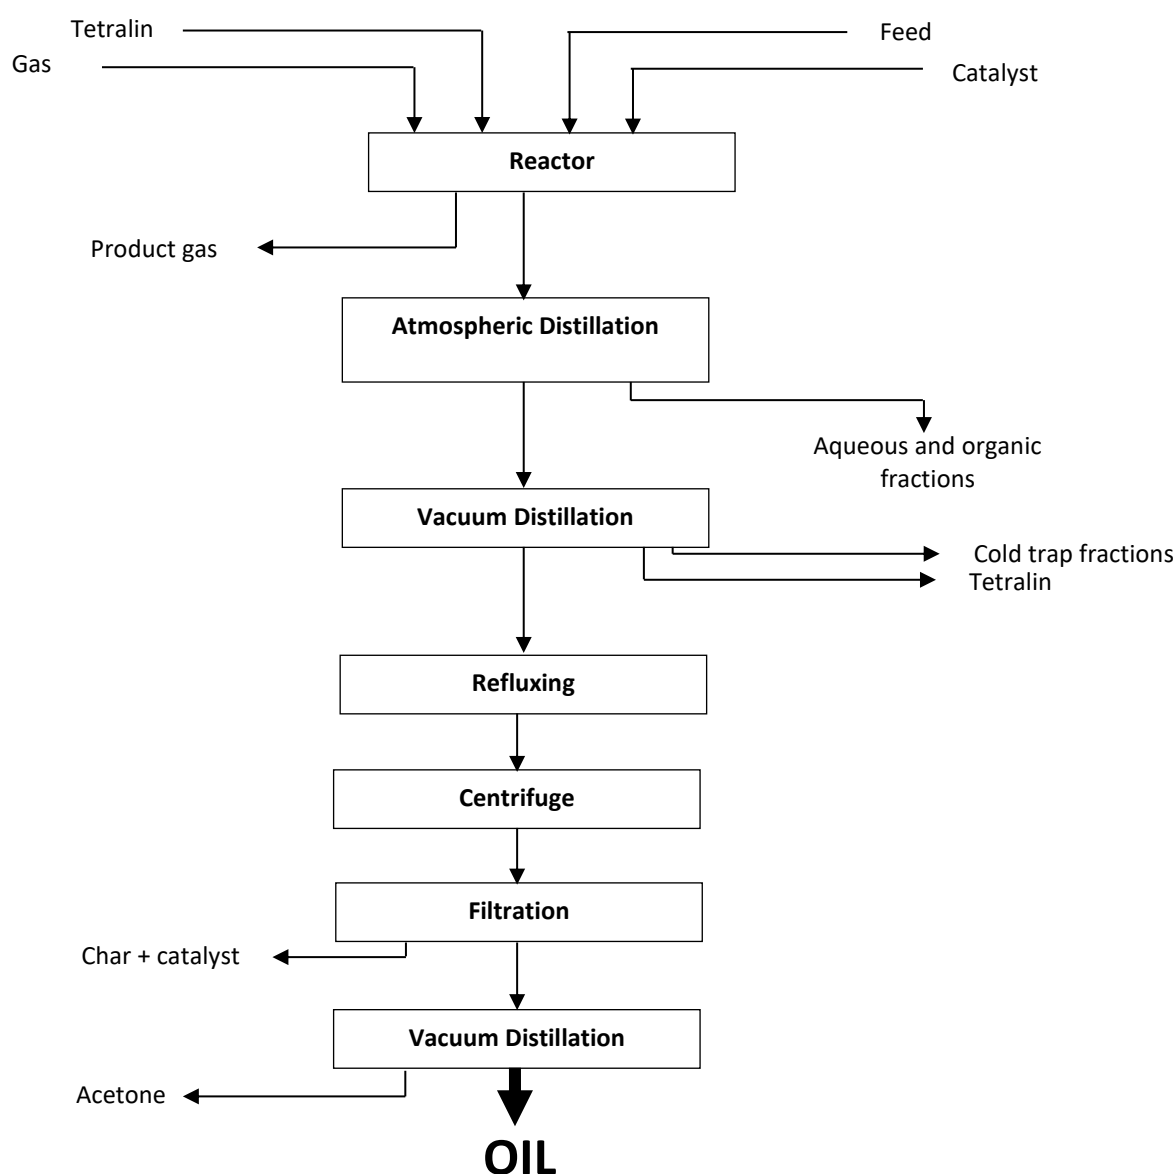 Tetralin
Feed
Gas
Catalyst
Reactor
Product gas
Atmospheric Distillation
Aqueous and organic
fractions
Vacuum Distillation
Cold trap fractions
Tetralin
Refluxing
Centrifuge
Filtration
Char + catalyst
Vacuum Distillation
Acetone
OIL